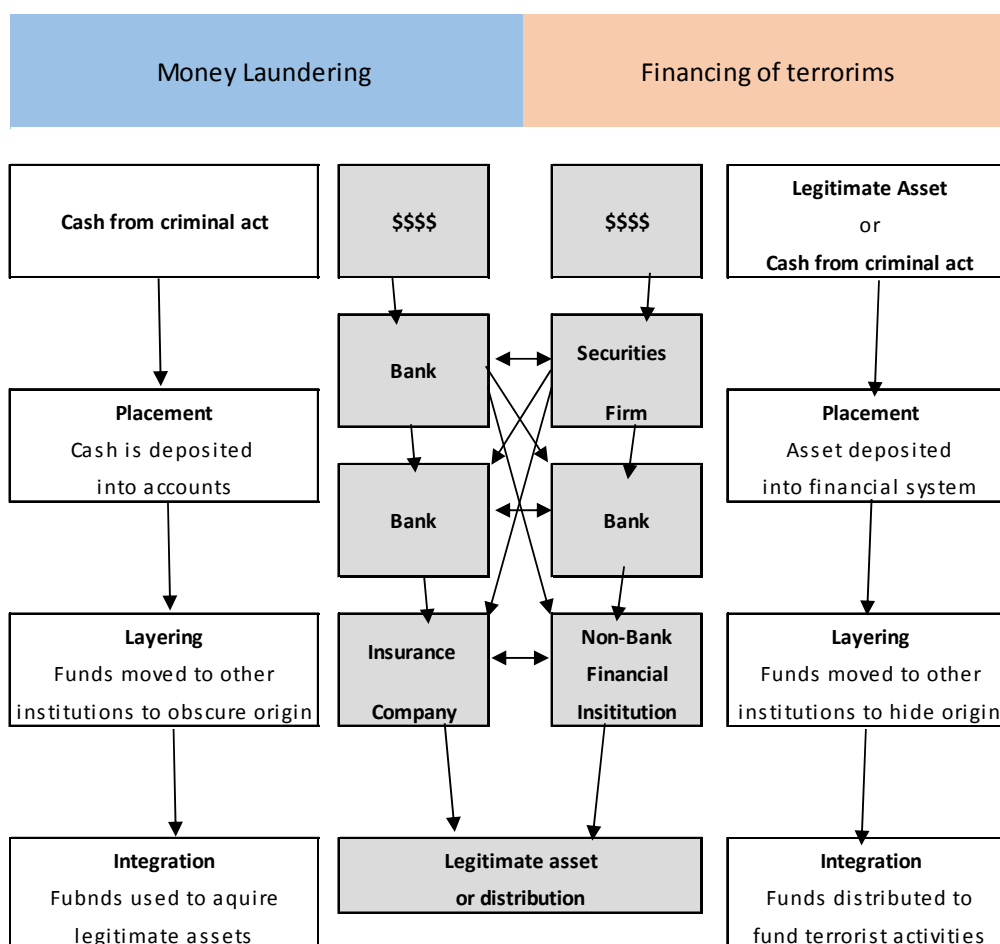 Money Laundering
Financing of terrorims
Cash from criminal act
$$$$
$$$$
Legitimate Asset
or
Cash from criminal act
Bank
Securities
Firm
Placement
Cash is deposited
into accounts
Bank
Bank
Placement
Asset deposited
into financial system
Layering
Funds moved to other
institutions to obscure origin
Insurance
Company
Non-Bank
Financial
Insititution
Layering
Funds moved to other
institutions to hide origin
Integration
Fubnds used to aquire
legitimate assets
Legitimate asset
or distribution
Integration
Funds distributed to
fund terrorist activities